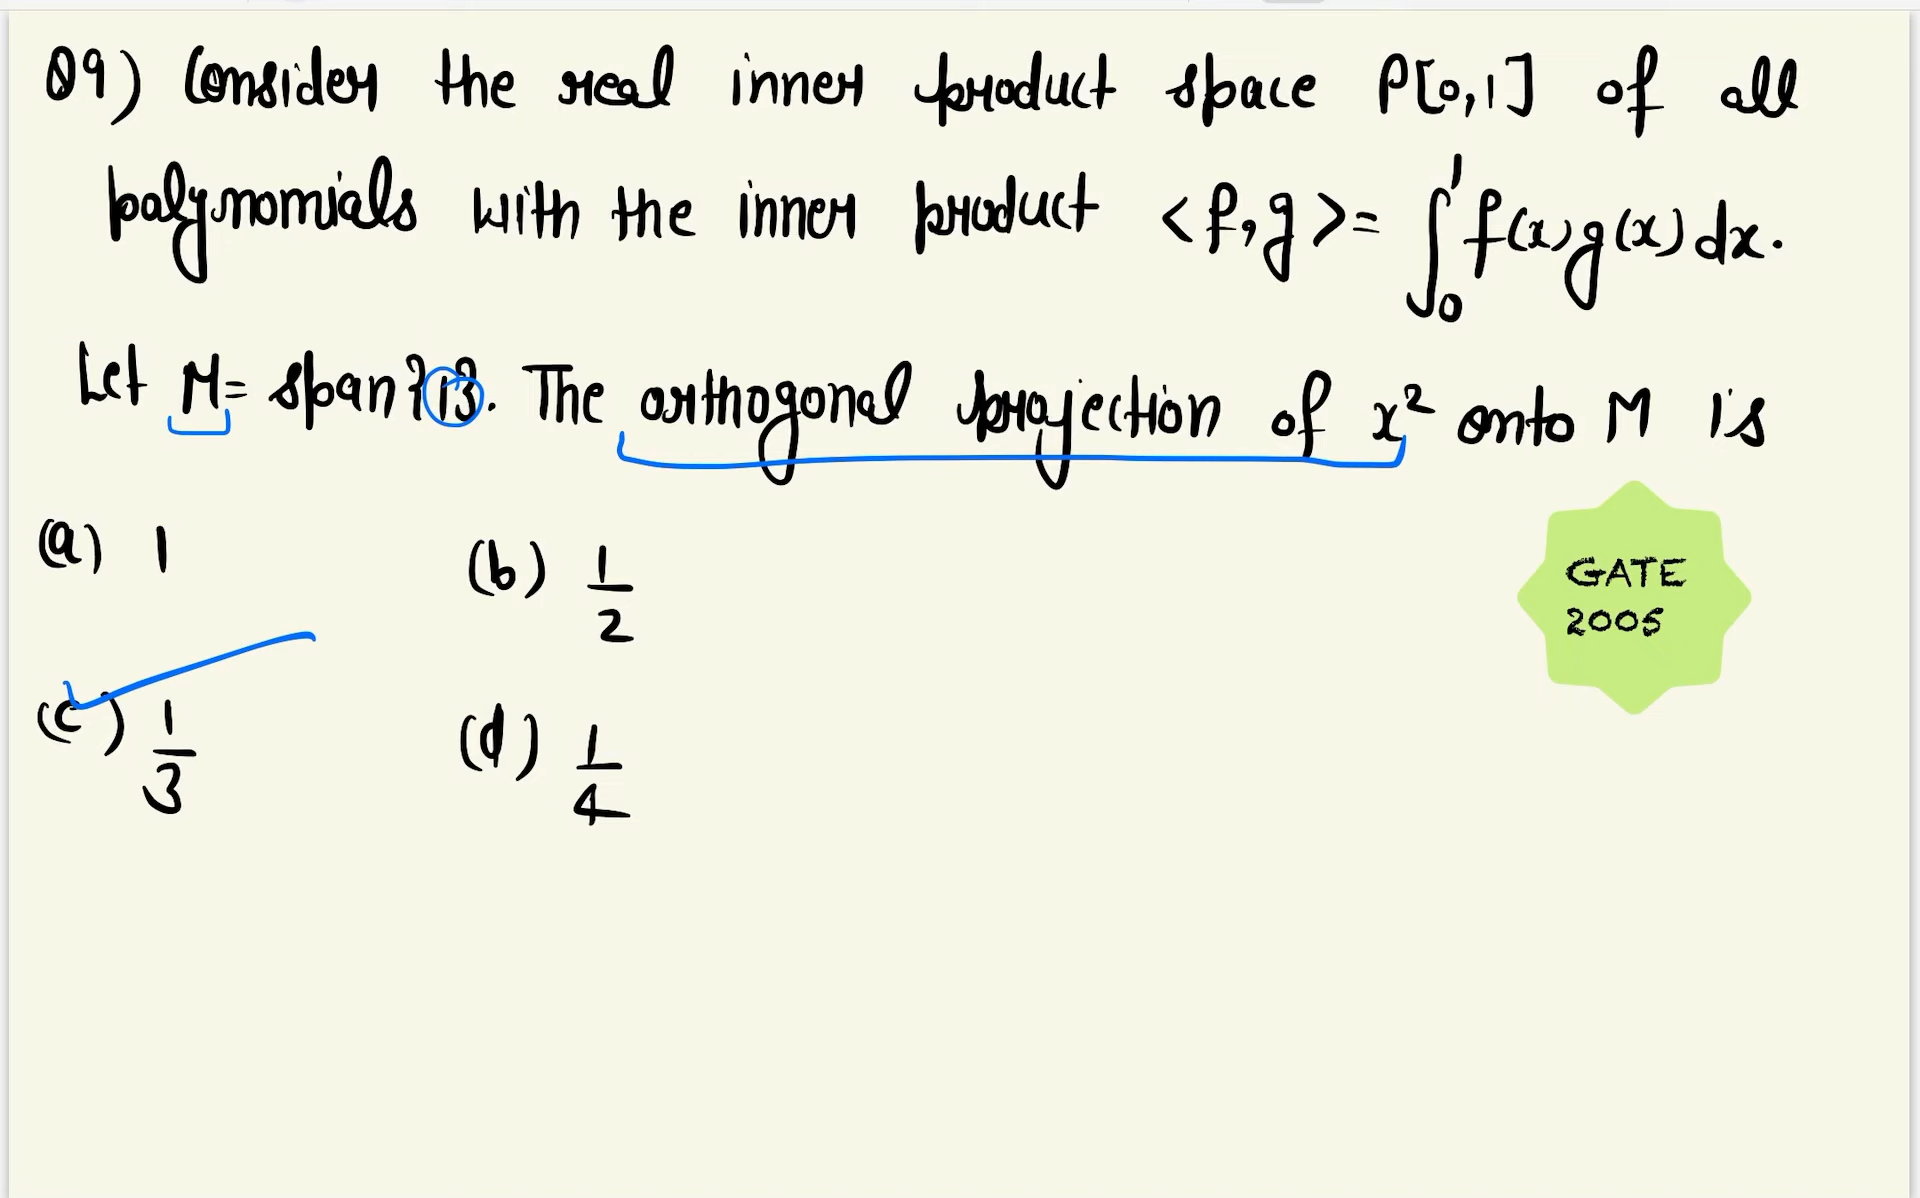 Q9) Consider the real inner product space P[0,1] of all
polynomials with the inner product <f,g>= ∫₀¹ f(x)g(x)dx.
Let M= span{1}. The orthogonal projection of x² onto M is
(a) 1 (b) 1/2
(c) 1/3 (d) 1/4
GATE
2005